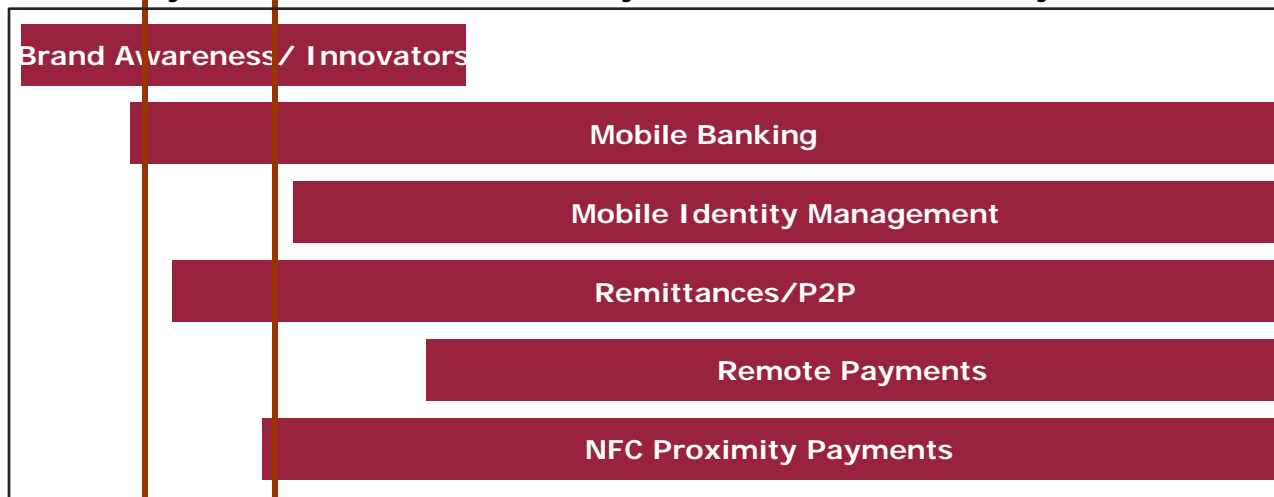 Brand Awareness/ Innovators
Mobile Banking
Mobile Identity Management
Remittances/P2P
Remote Payments
NFC Proximity Payments